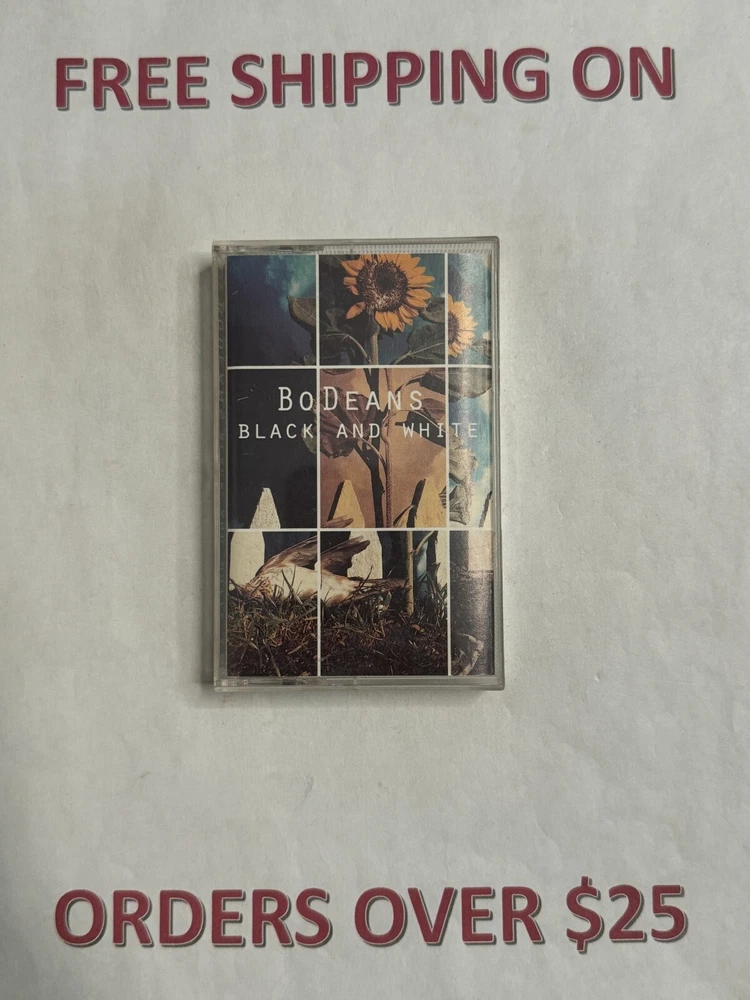 FREE SHIPPING ON
BoDEANS
BLACK AND WHITE
ORDERS OVER $25